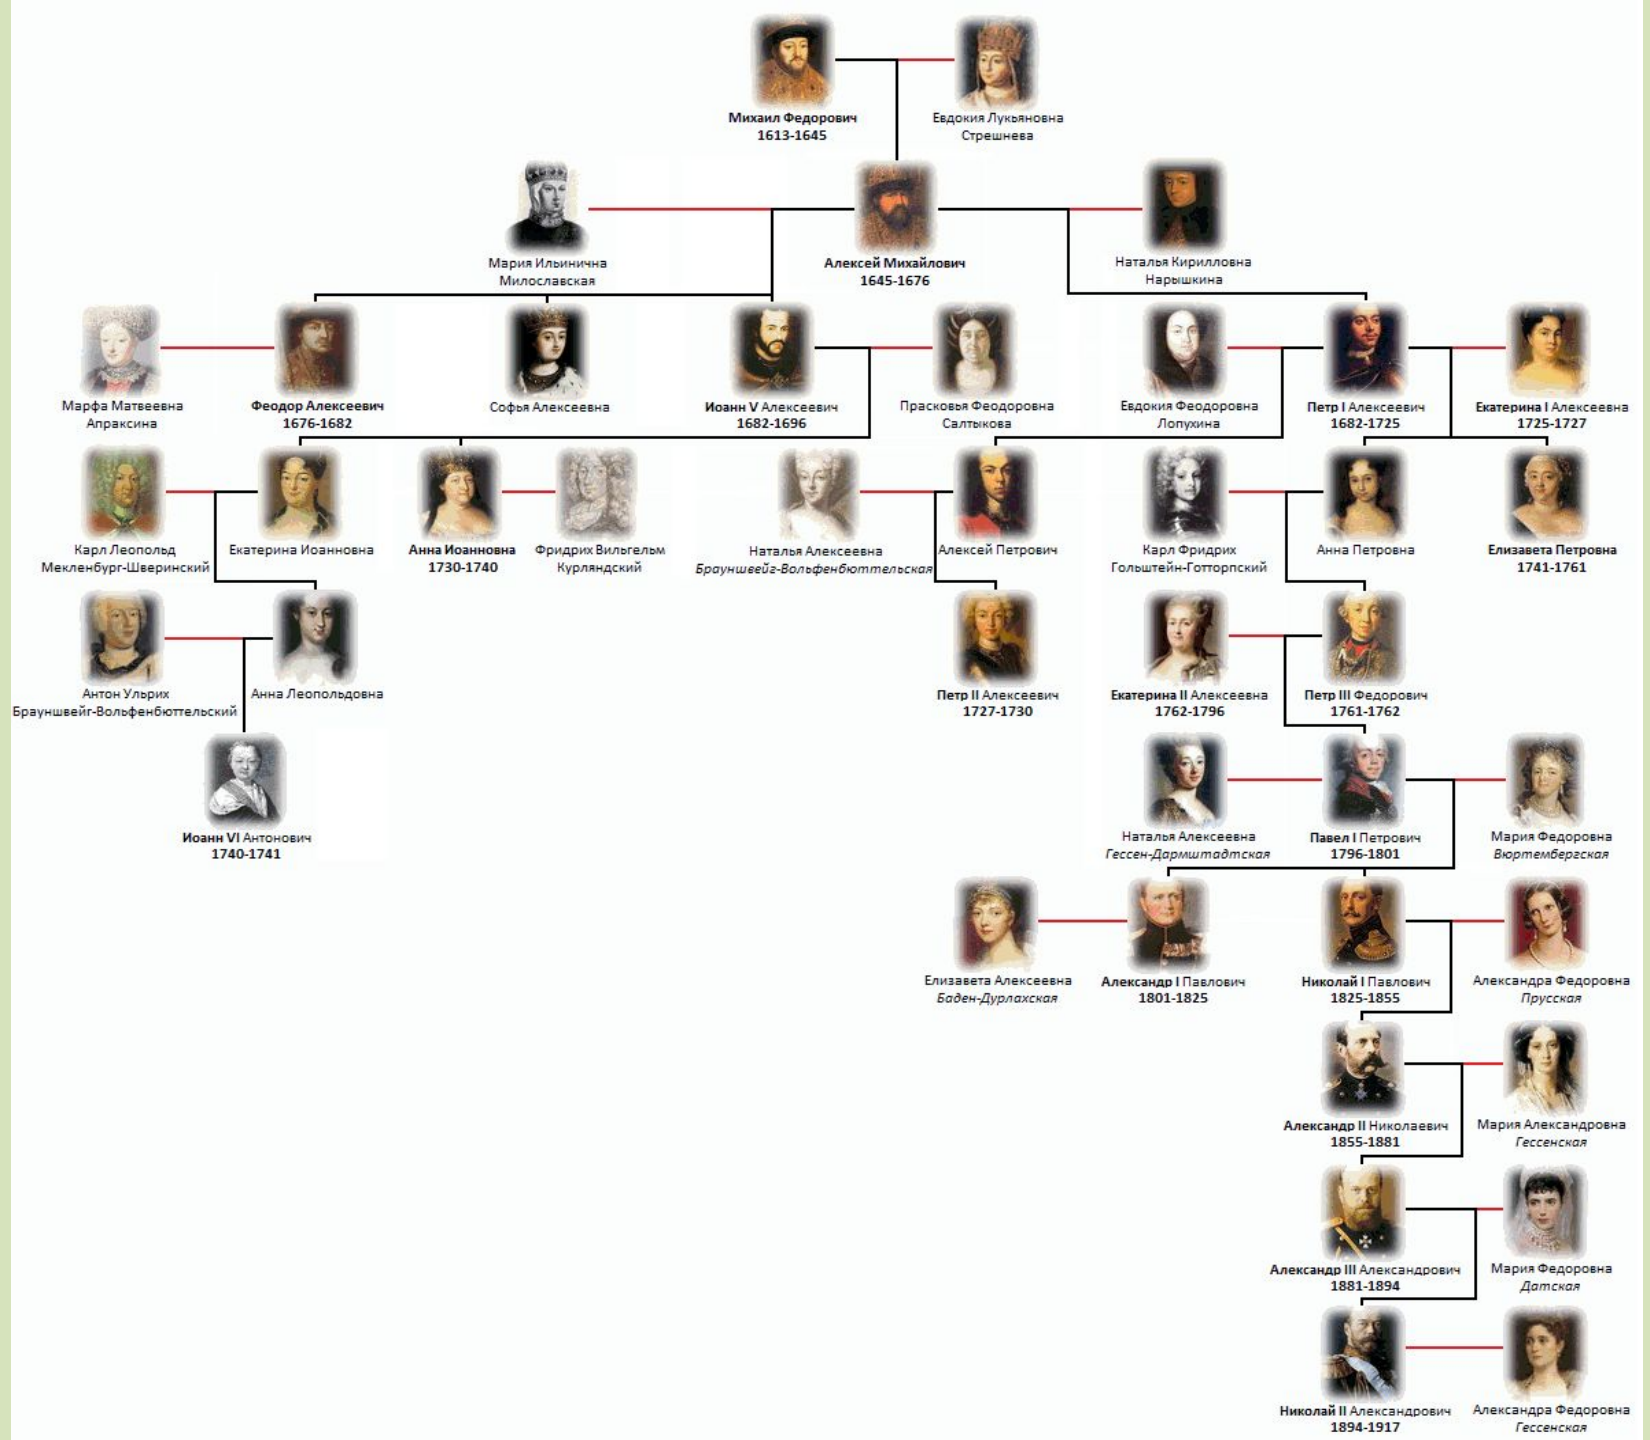 Михаил Федорович
1613-1645
Евдокия Лукьяновна
Стрешнева
Мария Ильинична
Милославская
Алексей Михайлович
1645-1676
Наталья Кирилловна
Нарышкина
Марфа Матвеевна
Апраксина
Феодор Алексеевич
1676-1682
Софья Алексеевна
Иоанн V Алексеевич
1682-1696
Прасковья Феодоровна
Салтыкова
Евдокия Феодоровна
Лопухина
Петр I Алексеевич
1682-1725
Екатерина I Алексеевна
1725-1727
Карл Леопольд
Мекленбург-Шверинский
Екатерина Иоанновна
Анна Иоанновна
1730-1740
Фридрих Вильгельм
Курляндский
Наталья Алексеевна
Брауншвейг-Вольфенбюттельская
Алексей Петрович
Карл Фридрих
Гольштейн-Готторпский
Анна Петровна
Елизавета Петровна
1741-1761
Антон Ульрих
Брауншвейг-Вольфенбюттельский
Анна Леопольдовна
Петр II Алексеевич
1727-1730
Екатерина II Алексеевна
1762-1796
Петр III Федорович
1761-1762
Иоанн VI Антонович
1740-1741
Наталья Алексеевна
Гессен-Дармштадтская
Павел I Петрович
1796-1801
Мария Федоровна
Вюртембергская
Елизавета Алексеевна
Баден-Дурлахская
Александр I Павлович
1801-1825
Николай I Павлович
1825-1855
Александра Федоровна
Прусская
Александр II Николаевич
1855-1881
Мария Александровна
Гессенская
Александр III Александрович
1881-1894
Мария Федоровна
Датская
Николай II Александрович
1894-1917
Александра Федоровна
Гессенская